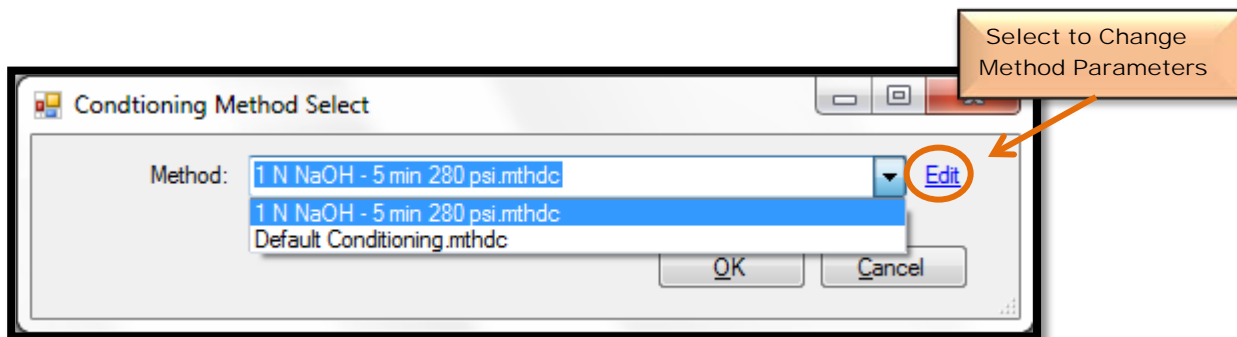 Select to Change
Method Parameters
Condtioning Method Select
Method: 1 N NaOH - 5 min 280 psi.mthdc Edit
1 N NaOH - 5 min 280 psi.mthdc
Default Conditioning.mthdc
OK Cancel